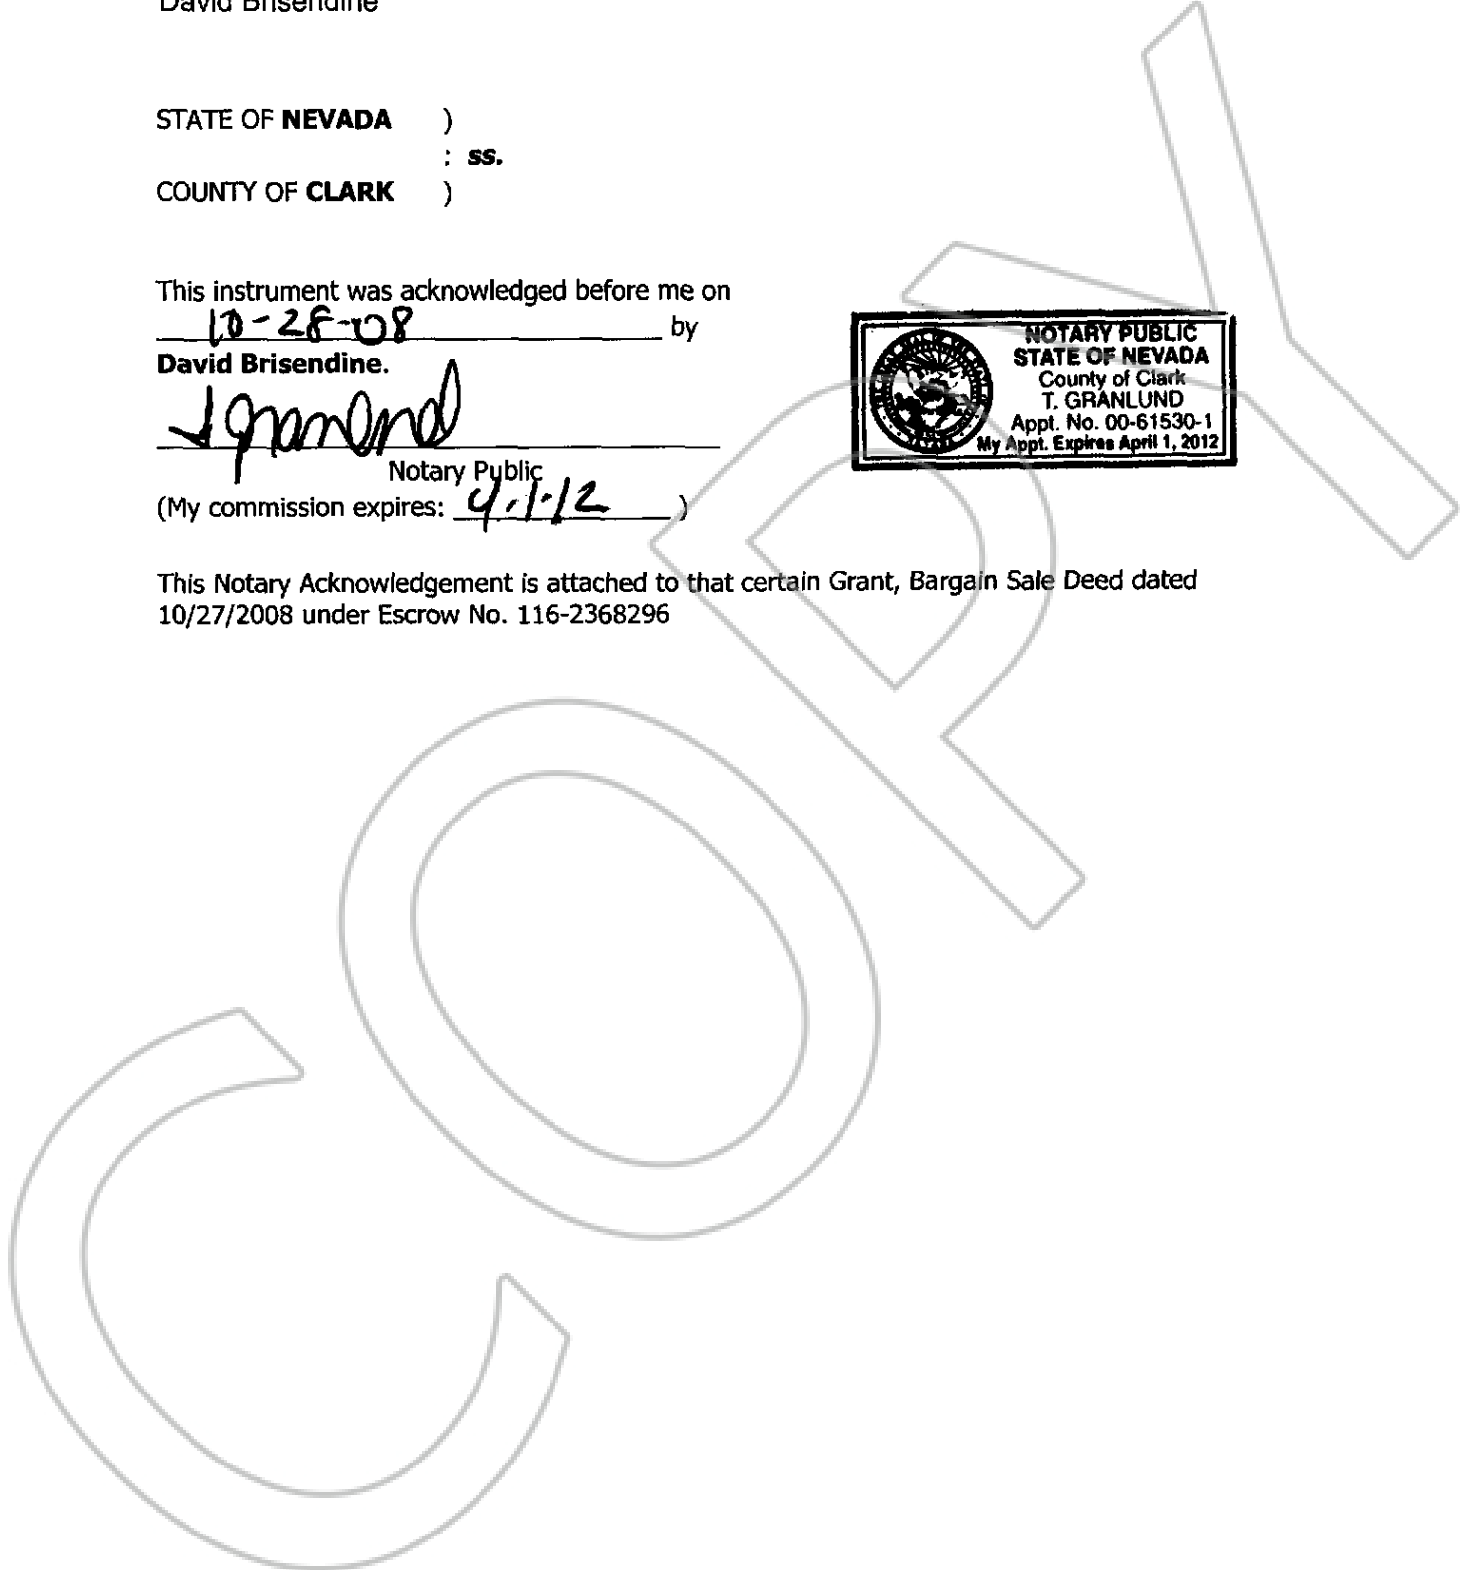 David Brisendine
STATE OF NEVADA )
: ss.
COUNTY OF CLARK )
This instrument was acknowledged before me on
10-28-08 by
David Brisendine.
T Granlund
Notary Public
(My commission expires: 4.1.12 )
NOTARY PUBLIC
STATE OF NEVADA
County of Clark
T. GRANLUND
Appt. No. 00-61530-1
My Appt. Expires April 1, 2012
This Notary Acknowledgement is attached to that certain Grant, Bargain Sale Deed dated
10/27/2008 under Escrow No. 116-2368296
COPY